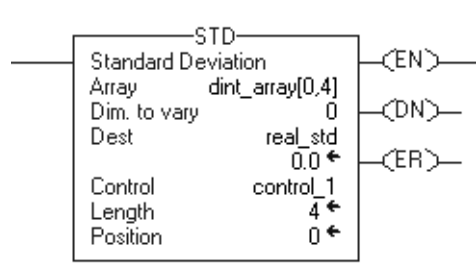 STD
Standard Deviation
(EN)
Array dint_array[0,4]
Dim. to vary 0
(DN)
Dest real_std
0.0
(ER)
Control control_1
Length 4
Position 0